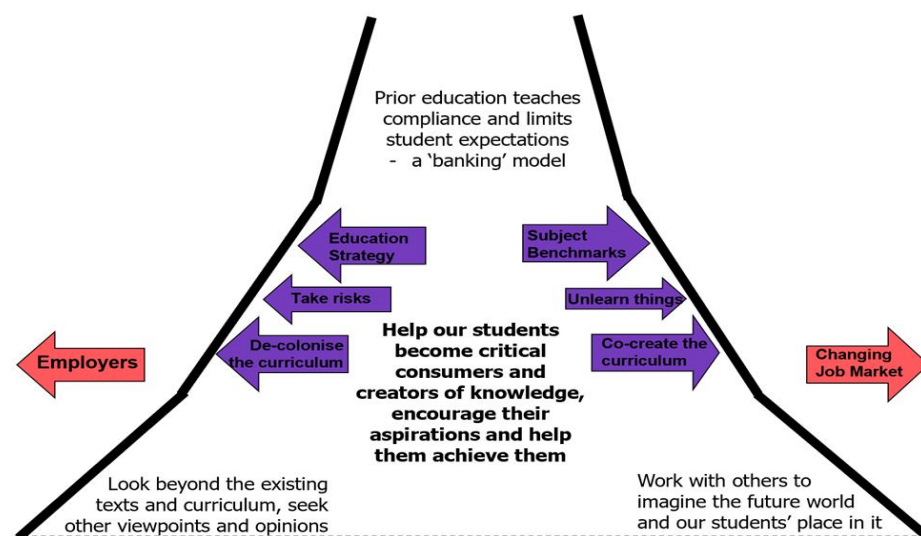 Prior education teaches
compliance and limits
student expectations
- a ‘banking’ model
Education
Strategy
Subject
Benchmarks
Take risks
Unlearn things
De-colonise
the curriculum
Co-create the
curriculum
Employers
Changing
Job Market
Help our students
become critical
consumers and
creators of knowledge,
encourage their
aspirations and help
them achieve them
Look beyond the existing
texts and curriculum, seek
other viewpoints and opinions
Work with others to
imagine the future world
and our students’ place in it